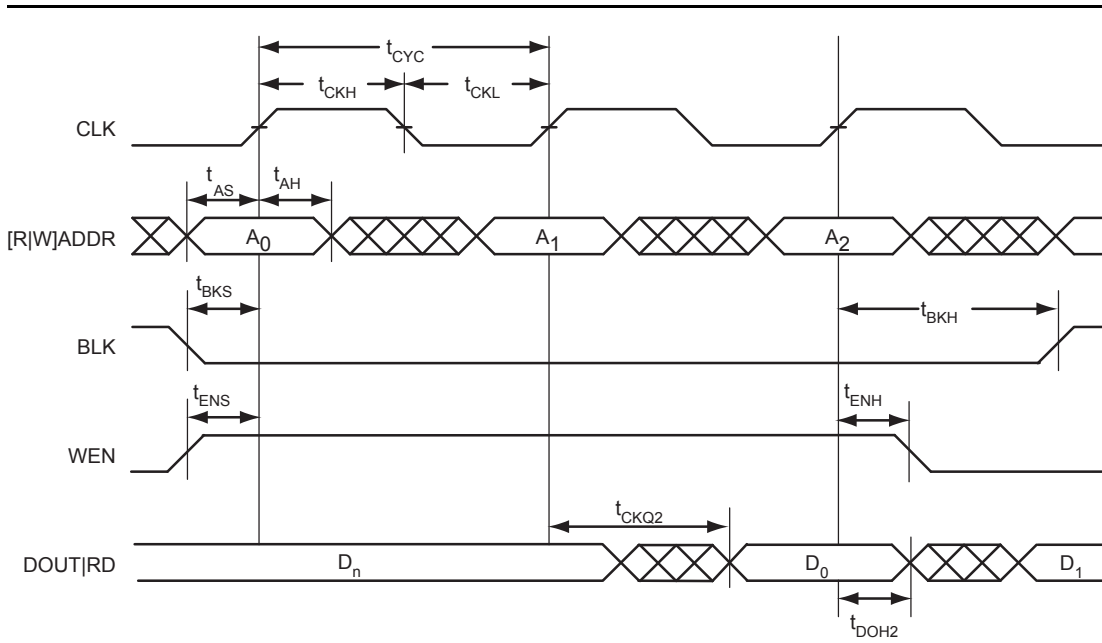 tCYC
tCKH
tCKL
CLK
tAS
tAH
[R|W]ADDR
A0
A1
A2
tBKS
tBKH
BLK
tENS
tENH
WEN
tCKQ2
DOUT|RD
Dn
D0
D1
tDOH2